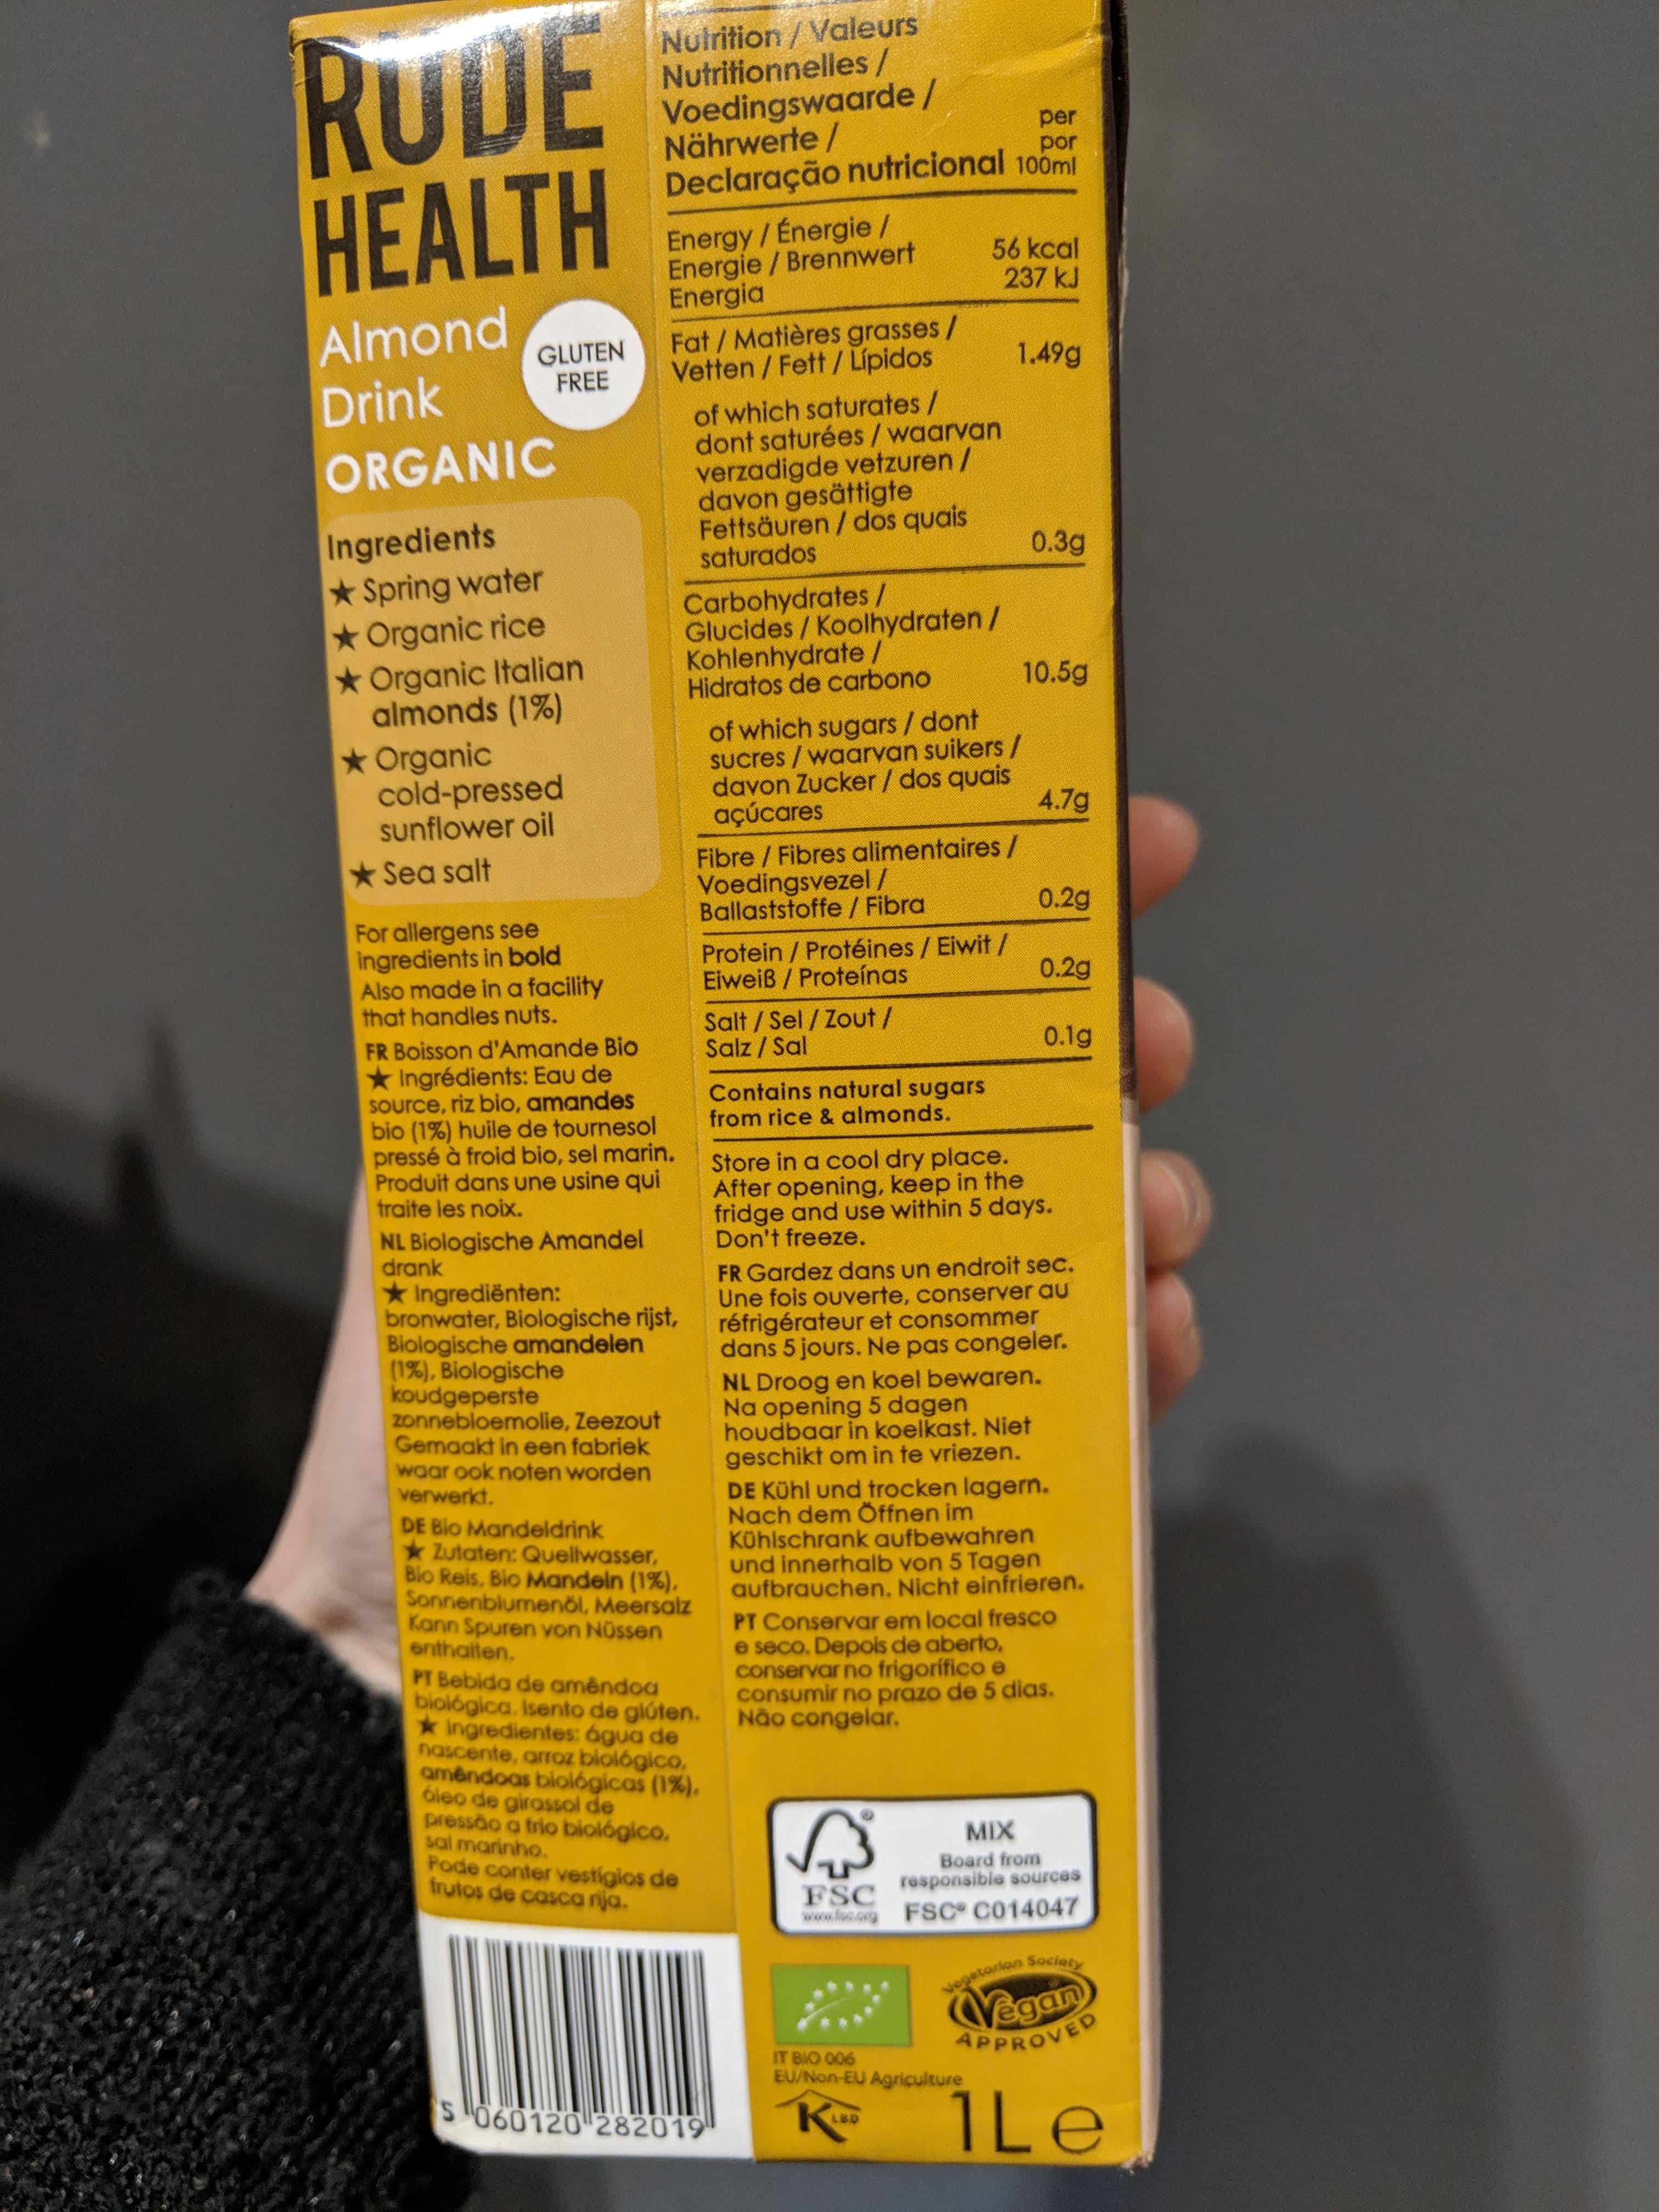 RUDE
HEALTH
Almond
Drink
ORGANIC
GLUTEN
FREE
Ingredients
★ Spring water
★ Organic rice
★ Organic Italian
almonds (1%)
★ Organic
cold-pressed
sunflower oil
★ Sea salt
For allergens see
ingredients in bold
Also made in a facility
that handles nuts.
FR Boisson d'Amande Bio
★ Ingrédients: Eau de
source, riz bio, amandes
bio (1%) huile de tournesol
pressé à froid bio, sel marin.
Produit dans une usine qui
traite les noix.
NL Biologische Amandel
drank
★ Ingrediënten:
bronwater, Biologische rijst,
Biologische amandelen
(1%), Biologische
koudgeperste
zonnebloemolie, Zeezout
Gemaakt in een fabriek
waar ook noten worden
verwerkt.
DE Bio Mandeldrink
★ Zutaten: Quellwasser,
Bio Reis, Bio Mandeln (1%),
Sonnenblumenöl, Meersalz
Kann Spuren von Nüssen
enthalten.
PT Bebida de amêndoa
biológica. Isento de glúten.
★ Ingredientes: água de
nascente, arroz biológico,
amêndoas biológicas (1%),
óleo de girassol de
pressão a frio biológico,
sal marinho.
Pode conter vestígios de
frutos de casca rija.
5 060120 282019
Nutrition / Valeurs
Nutritionnelles /
Voedingswaarde /
Nährwerte /
Declaração nutricional
per
por
100ml
Energy / Énergie /
Energie / Brennwert
Energia
56 kcal
237 kJ
Fat / Matières grasses /
Vetten / Fett / Lípidos 1.49g
of which saturates /
dont saturées / waarvan
verzadigde vetzuren /
davon gesättigte
Fettsäuren / dos quais
saturados 0.3g
Carbohydrates /
Glucides / Koolhydraten /
Kohlenhydrate /
Hidratos de carbono 10.5g
of which sugars / dont
sucres / waarvan suikers /
davon Zucker / dos quais
açúcares 4.7g
Fibre / Fibres alimentaires /
Voedingsvezel /
Ballaststoffe / Fibra 0.2g
Protein / Protéines / Eiwit /
Eiweiß / Proteínas 0.2g
Salt / Sel / Zout /
Salz / Sal 0.1g
Contains natural sugars
from rice & almonds.
Store in a cool dry place.
After opening, keep in the
fridge and use within 5 days.
Don't freeze.
FR Gardez dans un endroit sec.
Une fois ouverte, conserver au
réfrigérateur et consommer
dans 5 jours. Ne pas congeler.
NL Droog en koel bewaren.
Na opening 5 dagen
houdbaar in koelkast. Niet
geschikt om in te vriezen.
DE Kühl und trocken lagern.
Nach dem Öffnen im
Kühlschrank aufbewahren
und innerhalb von 5 Tagen
aufbrauchen. Nicht einfrieren.
PT Conservar em local fresco
e seco. Depois de aberto,
conservar no frigorífico e
consumir no prazo de 5 dias.
Não congelar.
®
FSC
www.fsc.org
MIX
Board from
responsible sources
FSC® C014047
Vegetarian Society
Vegan
APPROVED
IT BIO 006
EU/Non-EU Agriculture
K LBD
1L e